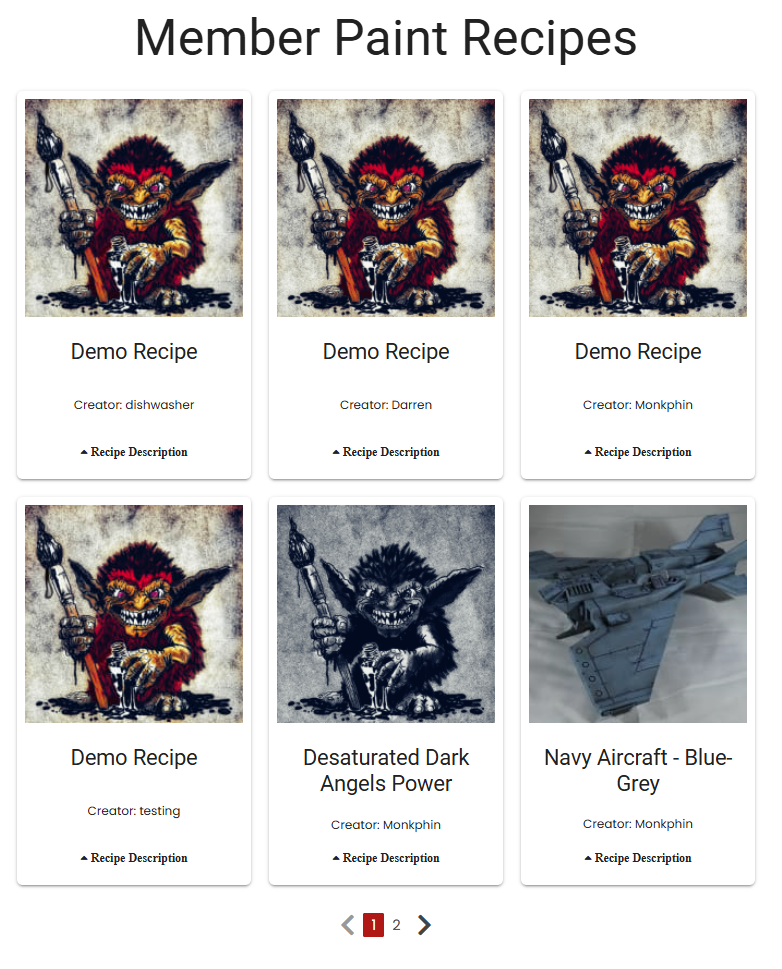 Member Paint Recipes
Demo Recipe
Creator: dishwasher
Recipe Description
Demo Recipe
Creator: Darren
Recipe Description
Demo Recipe
Creator: Monkphin
Recipe Description
Demo Recipe
Creator: testing
Recipe Description
Desaturated Dark
Angels Power
Creator: Monkphin
Recipe Description
Navy Aircraft - Blue-
Grey
Creator: Monkphin
Recipe Description
1 2